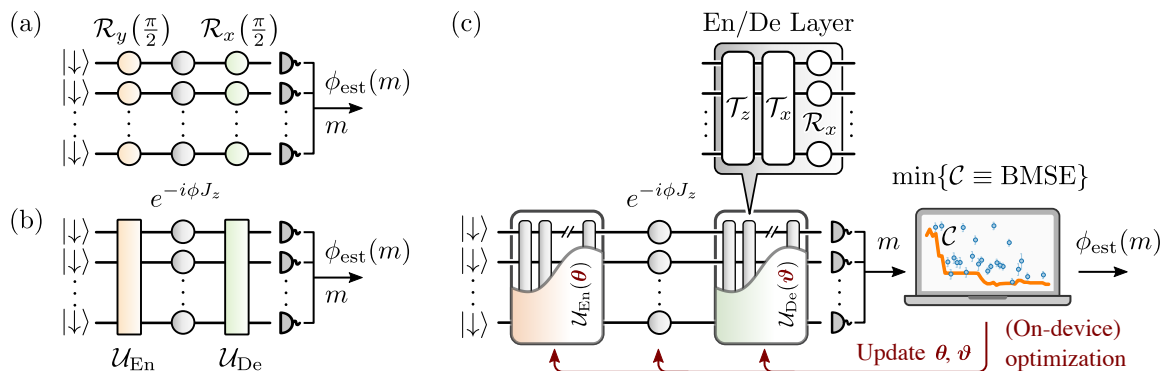 (a)
ℛ_y(π/2) ℛ_x(π/2)
|↓⟩
|↓⟩
|↓⟩
ϕ_est(m)
m
(b)
e^{-iϕJ_z}
|↓⟩
|↓⟩
|↓⟩
ϕ_est(m)
m
𝒰_En 𝒰_De
(c)
En/De Layer
𝒯_z 𝒯_x ℛ_x
e^{-iϕJ_z}
|↓⟩
|↓⟩
|↓⟩
𝒰_En(θ)
𝒰_De(ϑ)
m
min{𝒞 ≡ BMSE}
𝒞
ϕ_est(m)
Update θ, ϑ
(On-device)
optimization